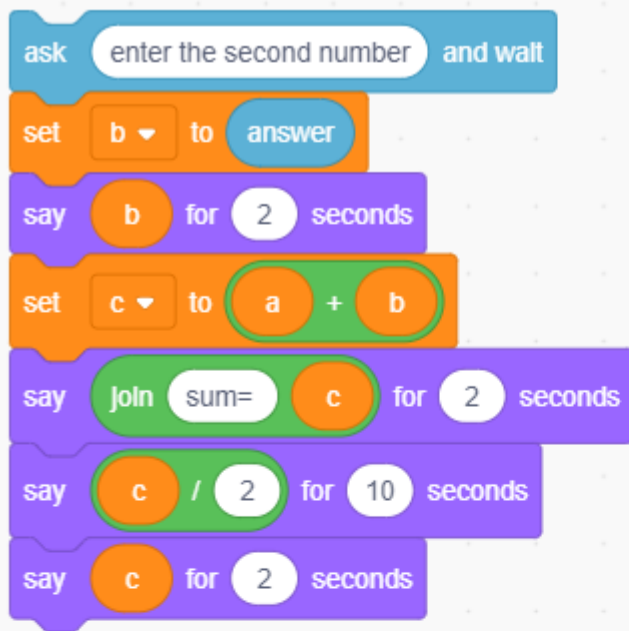 ask enter the second number and wait
set b to answer
say b for 2 seconds
set c to a + b
say join sum= c for 2 seconds
say c / 2 for 10 seconds
say c for 2 seconds